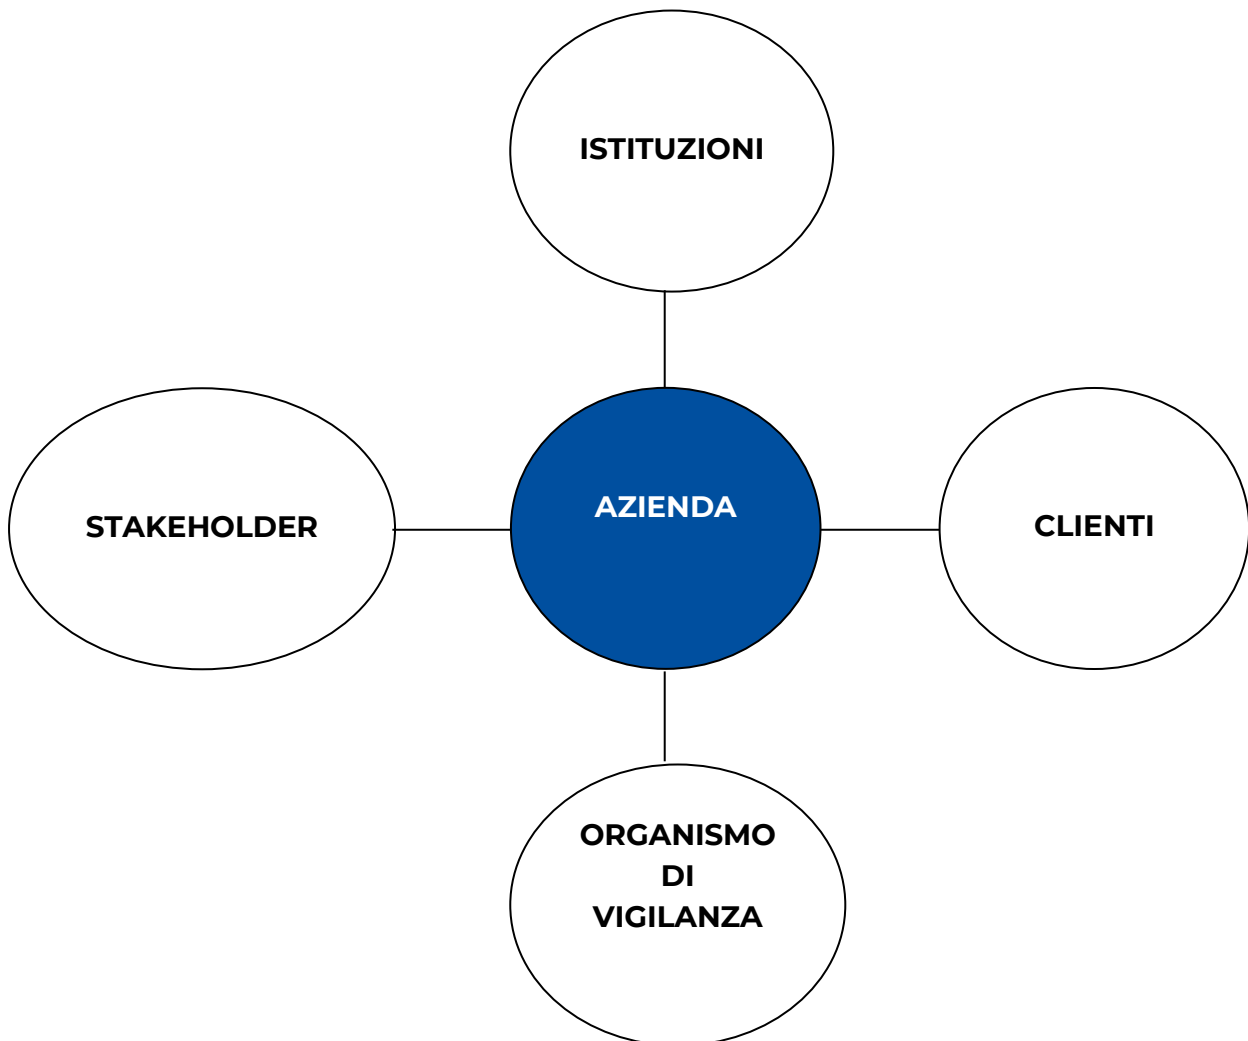 ISTITUZIONI
STAKEHOLDER
AZIENDA
CLIENTI
ORGANISMO
DI
VIGILANZA